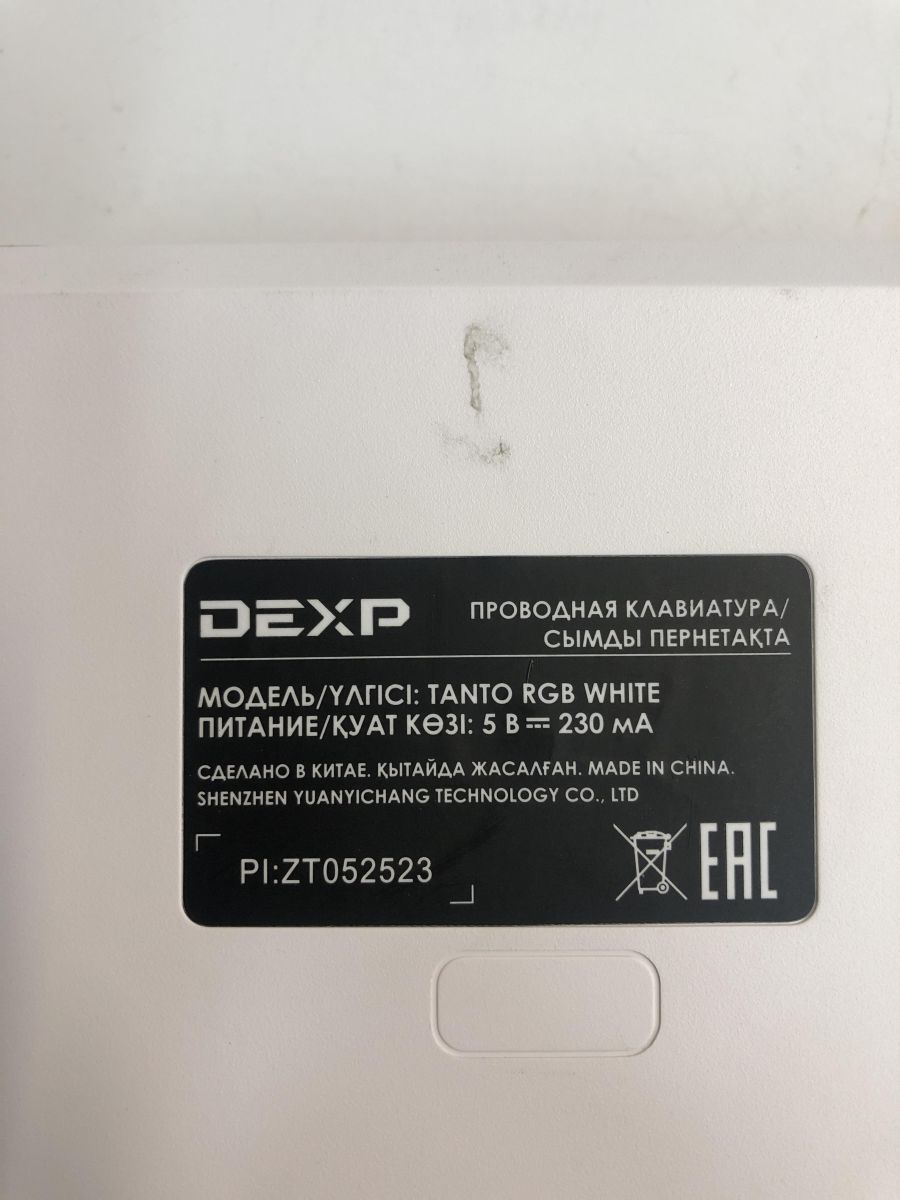 DEXP
ПРОВОДНАЯ КЛАВИАТУРА/
СЫМДЫ ПЕРНЕТАҚТА
МОДЕЛЬ/ҮЛГІСІ: TANTO RGB WHITE
ПИТАНИЕ/ҚУАТ КӨЗІ: 5 В ⎓ 230 мА
СДЕЛАНО В КИТАЕ. ҚЫТАЙДА ЖАСАЛҒАН. MADE IN CHINA.
SHENZHEN YUANYICHANG TECHNOLOGY CO., LTD
PI:ZT052523
EAC